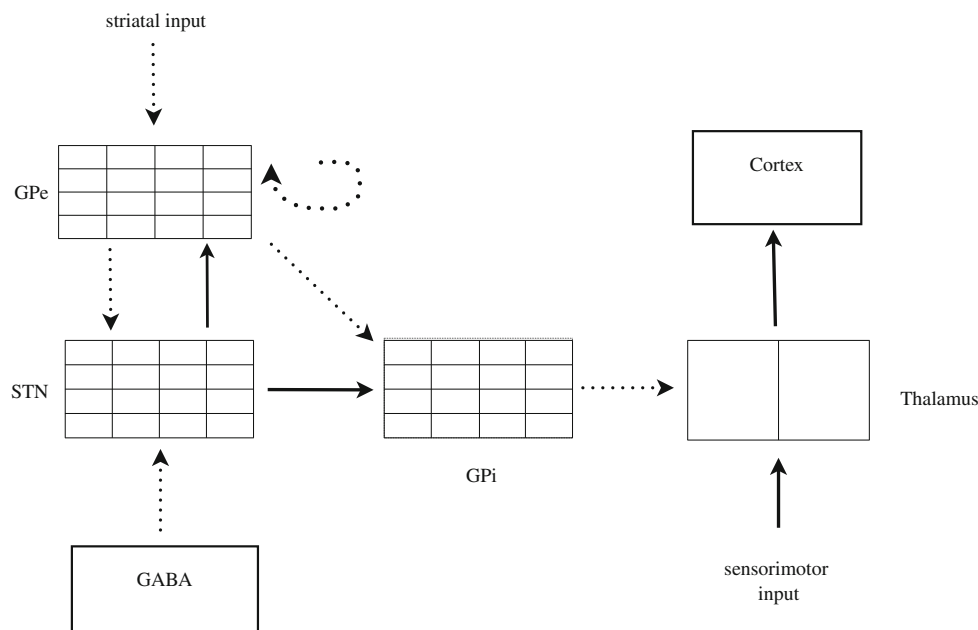 striatal input
Cortex
GPe
STN
Thalamus
GPi
GABA
sensorimotor
input